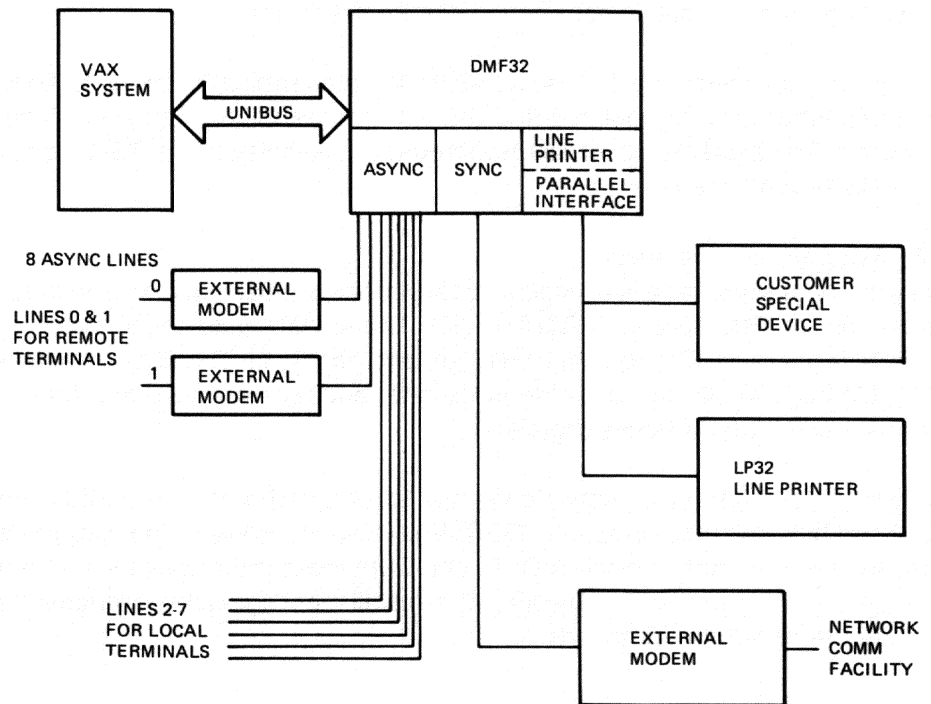 VAX
SYSTEM
UNIBUS
DMF32
ASYNC
SYNC
LINE
PRINTER
PARALLEL
INTERFACE
8 ASYNC LINES
0
EXTERNAL
MODEM
LINES 0 & 1
FOR REMOTE
TERMINALS
1
EXTERNAL
MODEM
CUSTOMER
SPECIAL
DEVICE
LP32
LINE PRINTER
LINES 2-7
FOR LOCAL
TERMINALS
EXTERNAL
MODEM
NETWORK
COMM
FACILITY